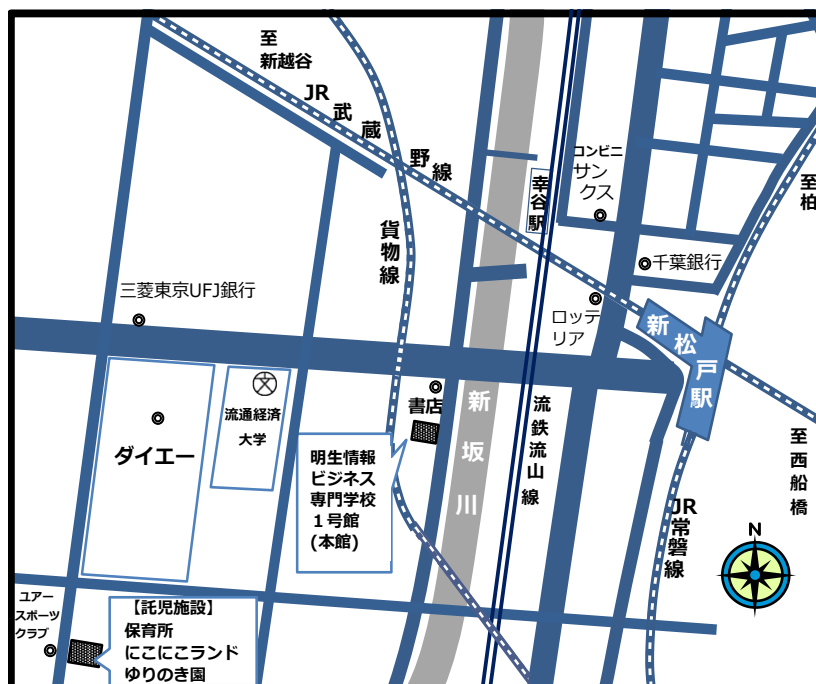 至
新越谷
JR武蔵野線
貨物線
幸谷駅
コンビニ
サン
クス
至柏
千葉銀行
三菱東京UFJ銀行
ロッテ
リア
新松戸駅
流通経済
大学
書店
ダイエー
新坂川
流鉄流山線
至西船橋
明生情報
ビジネス
専門学校
１号館
(本館)
JR常磐線
N
ユアー
スポーツ
クラブ
【託児施設】
保育所
にこにこランド
ゆりのき園